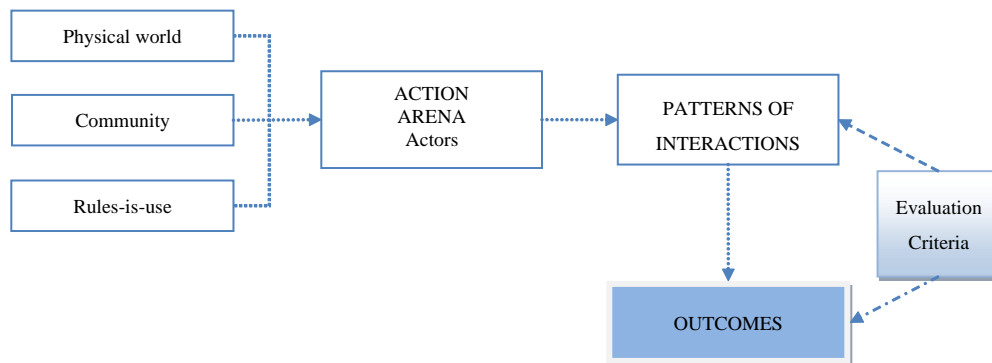 Physical world
Community
Rules-is-use
ACTION
ARENA
Actors
PATTERNS OF
INTERACTIONS
Evaluation
Criteria
OUTCOMES